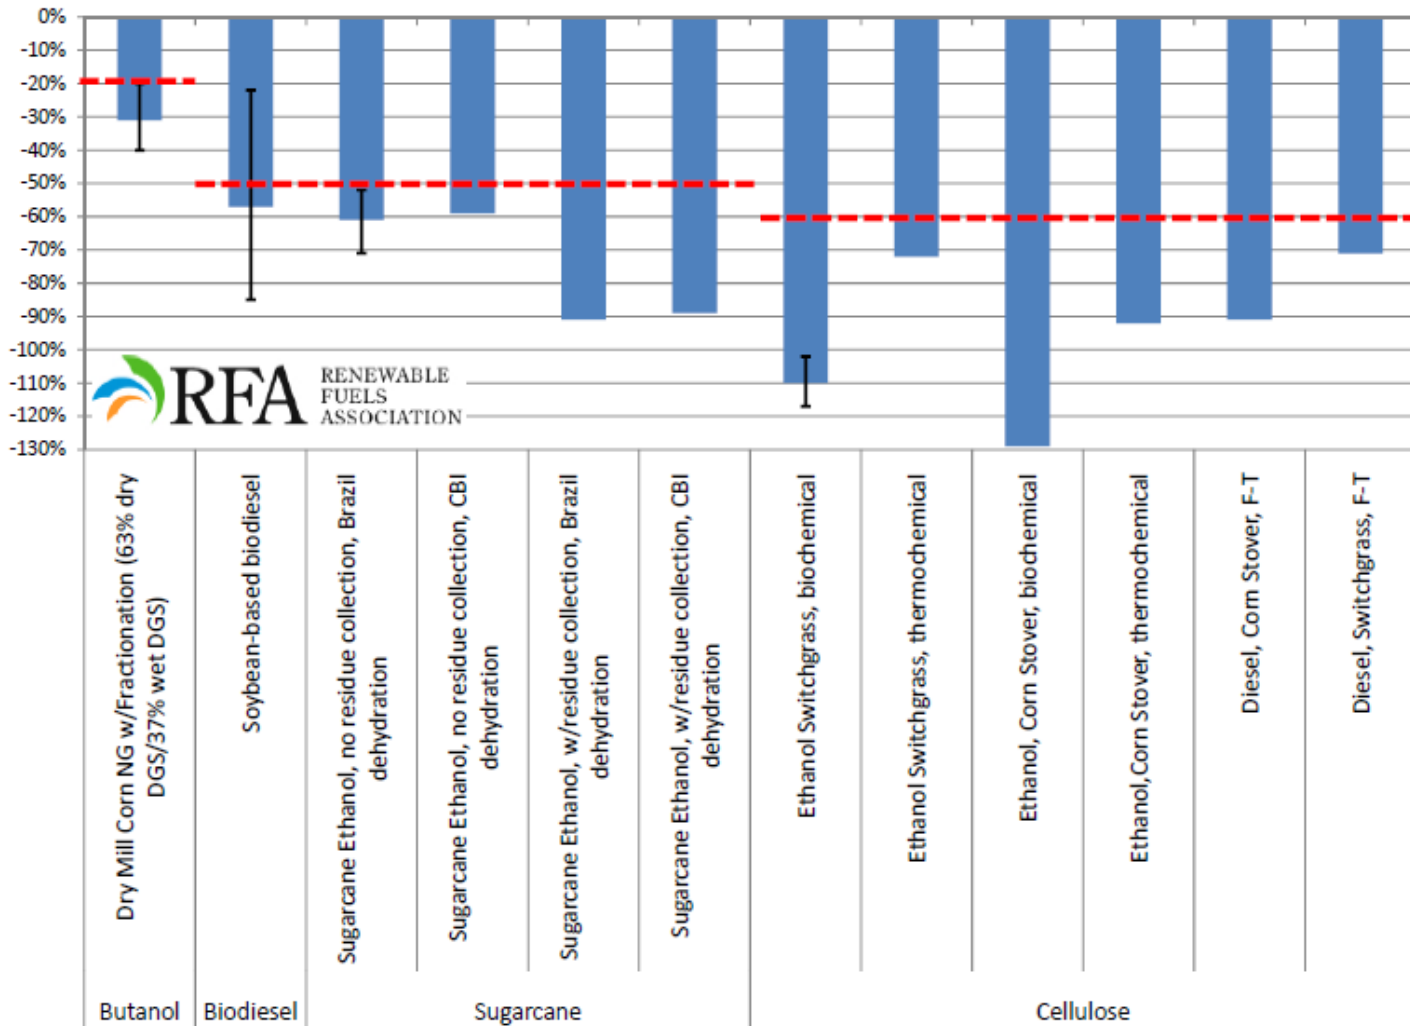 0%
-10%
-20%
-30%
-40%
-50%
-60%
-70%
-80%
-90%
-100%
-110%
-120%
-130%
RFA
RENEWABLE
FUELS
ASSOCIATION
Dry Mill Corn NG w/Fractionation (63% dry
DGS/37% wet DGS)
Soybean-based biodiesel
Sugarcane Ethanol, no residue collection, Brazil
dehydration
Sugarcane Ethanol, no residue collection, CBI
dehydration
Sugarcane Ethanol, w/residue collection, Brazil
dehydration
Sugarcane Ethanol, w/residue collection, CBI
dehydration
Ethanol Switchgrass, biochemical
Ethanol Switchgrass, thermochemical
Ethanol, Corn Stover, biochemical
Ethanol,Corn Stover, thermochemical
Diesel, Corn Stover, F-T
Diesel, Switchgrass, F-T
Butanol
Biodiesel
Sugarcane
Cellulose